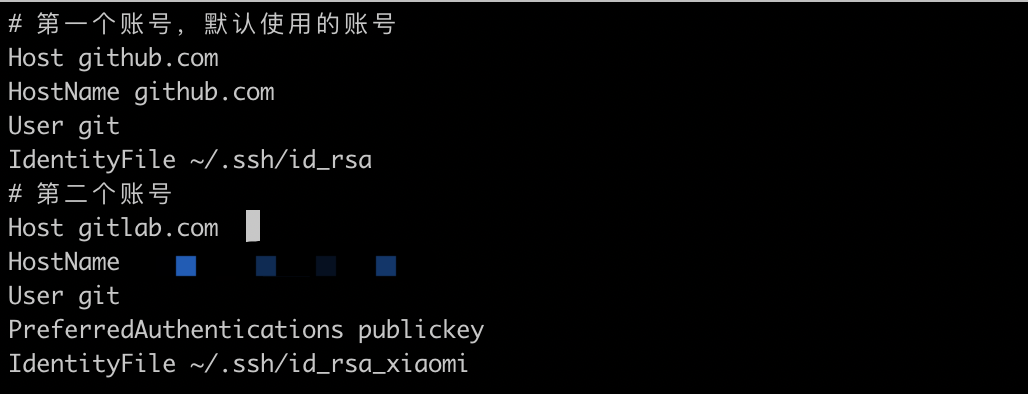 # 第一个账号，默认使用的账号
Host github.com
HostName github.com
User git
IdentityFile ~/.ssh/id_rsa
# 第二个账号
Host gitlab.com
HostName
User git
PreferredAuthentications publickey
IdentityFile ~/.ssh/id_rsa_xiaomi